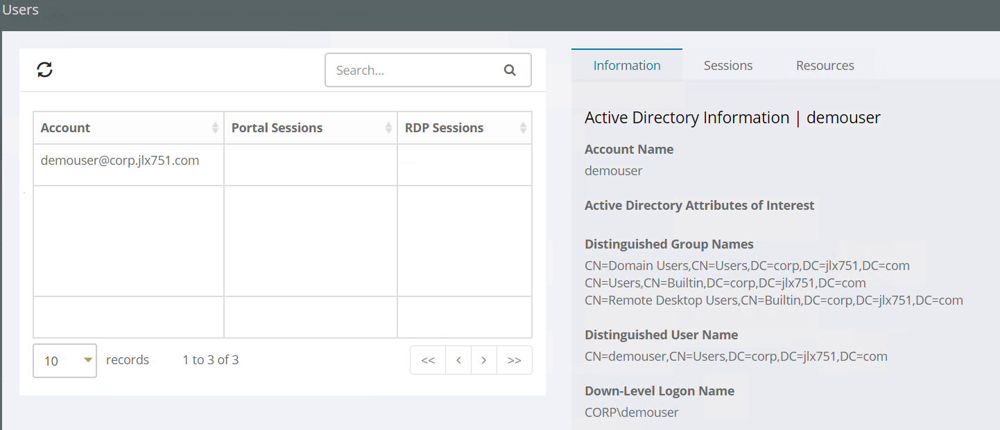 Users
Search...
Account
Portal Sessions
RDP Sessions
demouser@corp.jlx751.com
10
records
1 to 3 of 3
<<
<
>
>>
Information
Sessions
Resources
Active Directory Information | demouser
Account Name
demouser
Active Directory Attributes of Interest
Distinguished Group Names
CN=Domain Users,CN=Users,DC=corp,DC=jlx751,DC=com
CN=Users,CN=Builtin,DC=corp,DC=jlx751,DC=com
CN=Remote Desktop Users,CN=Builtin,DC=corp,DC=jlx751,DC=com
Distinguished User Name
CN=demouser,CN=Users,DC=corp,DC=jlx751,DC=com
Down-Level Logon Name
CORP\demouser